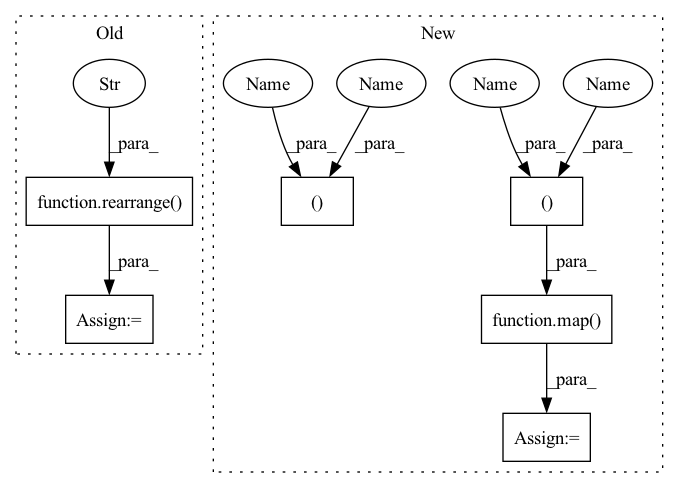 Old
New
Str
Name
Name
Name
Name
_para_
_para_
_para_
_para_
_para_
function.rearrange()
()
()
_para_
_para_
Assign:=
function.map()
_para_
Assign:=